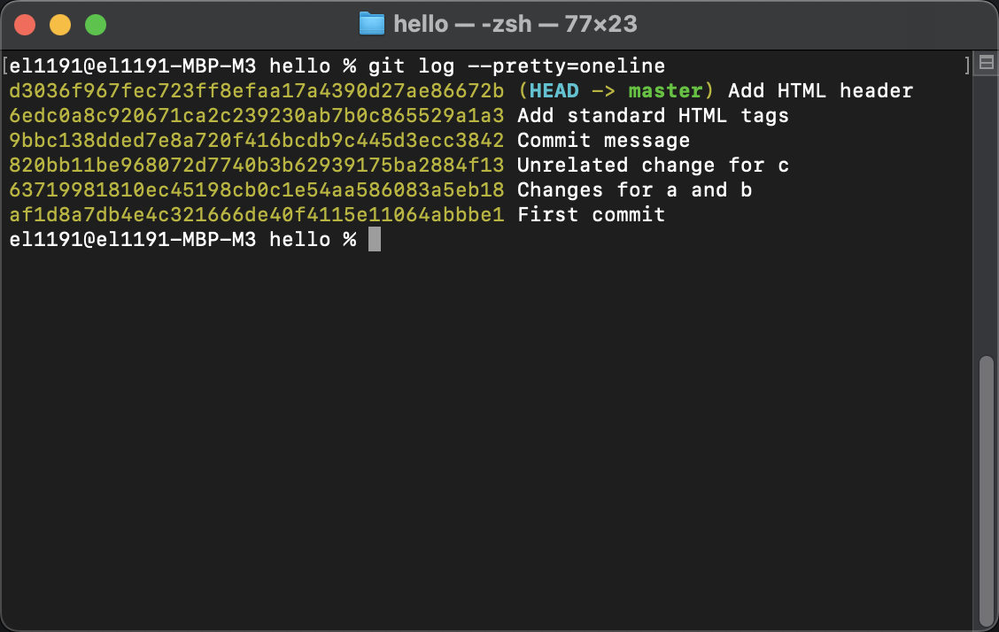 hello — -zsh — 77×23
[el1191@el1191-MBP-M3 hello % git log --pretty=oneline ]
d3036f967fec723ff8efaa17a4390d27ae86672b (HEAD -> master) Add HTML header
6edc0a8c920671ca2c239230ab7b0c865529a1a3 Add standard HTML tags
9bbc138dded7e8a720f416bcdb9c445d3ecc3842 Commit message
820bb11be968072d7740b3b62939175ba2884f13 Unrelated change for c
63719981810ec45198cb0c1e54aa586083a5eb18 Changes for a and b
af1d8a7db4e4c321666de40f4115e11064abbbe1 First commit
el1191@el1191-MBP-M3 hello %